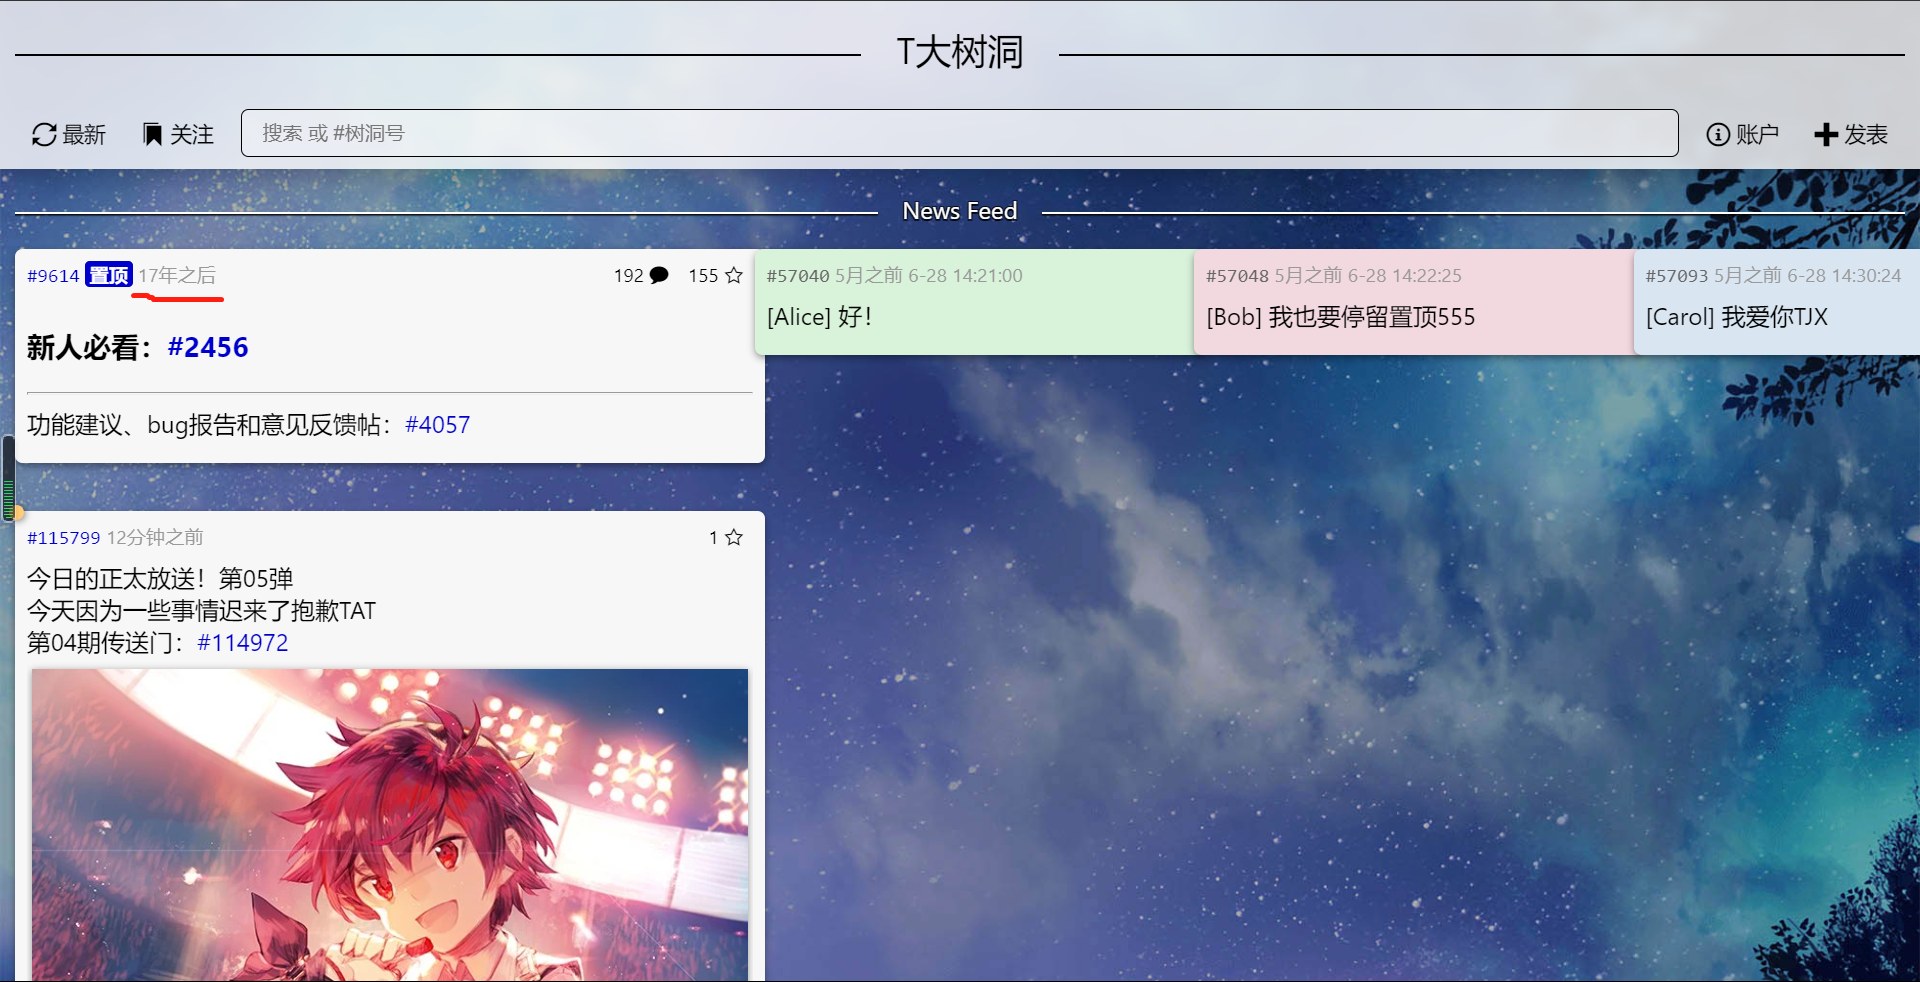 T大树洞
最新 关注 搜索 或 #树洞号 账户 发表
News Feed
#9614 置顶 17年之后 192 155
新人必看：#2456
功能建议、bug报告和意见反馈帖：#4057
#57040 5月之前 6-28 14:21:00
[Alice] 好！
#57048 5月之前 6-28 14:22:25
[Bob] 我也要停留置顶555
#57093 5月之前 6-28 14:30:24
[Carol] 我爱你TJX
#115799 12分钟之前 1
今日的正太放送！第05弹
今天因为一些事情迟来了抱歉TAT
第04期传送门：#114972